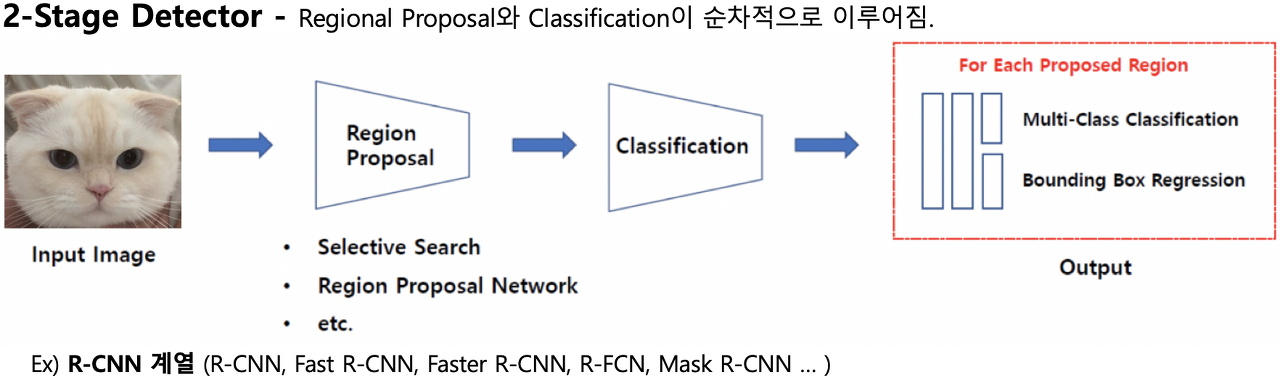 2-Stage Detector - Regional Proposal와 Classification이 순차적으로 이루어짐.
For Each Proposed Region
Region
Proposal
Classification
Multi-Class Classification
Bounding Box Regression
Input Image
Output
• Selective Search
• Region Proposal Network
• etc.
Ex) R-CNN 계열 (R-CNN, Fast R-CNN, Faster R-CNN, R-FCN, Mask R-CNN ... )